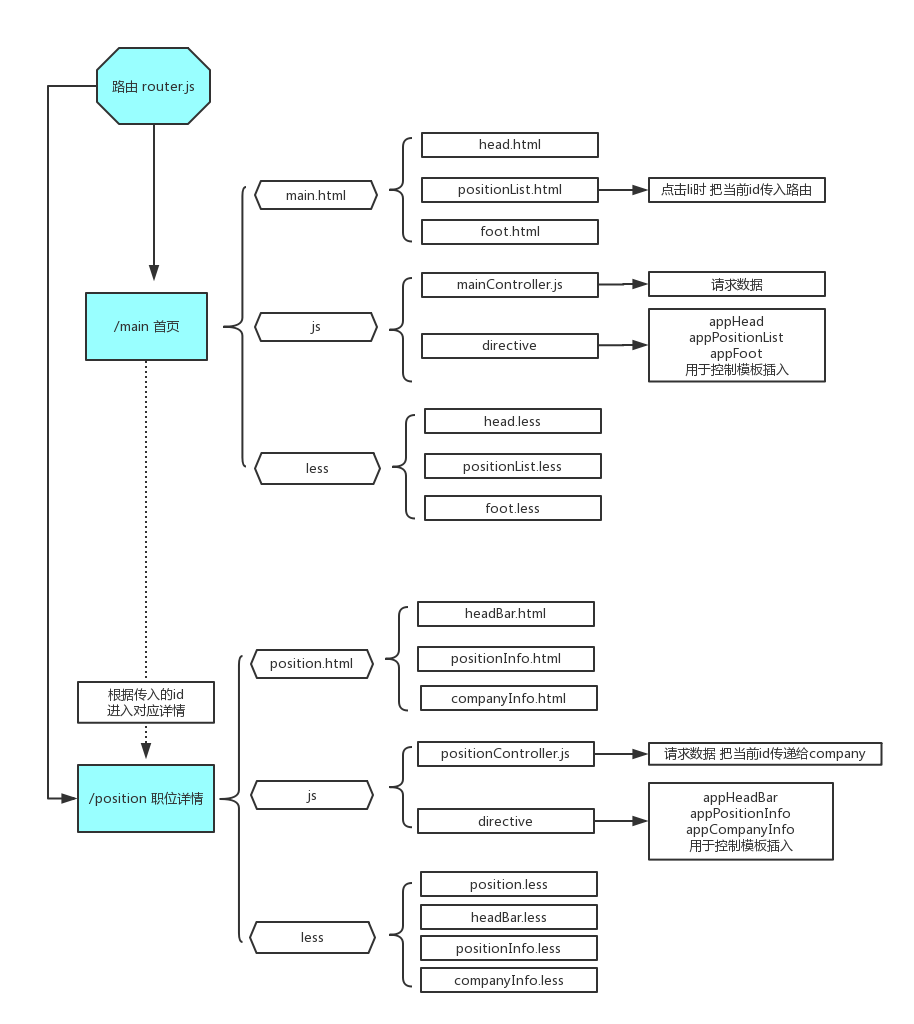 路由 router.js
head.html
main.html
positionList.html
点击li时 把当前id传入路由
foot.html
/main 首页
js
mainController.js
请求数据
directive
appHead
appPositionList
appFoot
用于控制模板插入
less
head.less
positionList.less
foot.less
根据传入的id
进入对应详情
/position 职位详情
position.html
headBar.html
positionInfo.html
companyInfo.html
js
positionController.js
请求数据 把当前id传递给company
directive
appHeadBar
appPositionInfo
appCompanyInfo
用于控制模板插入
less
position.less
headBar.less
positionInfo.less
companyInfo.less